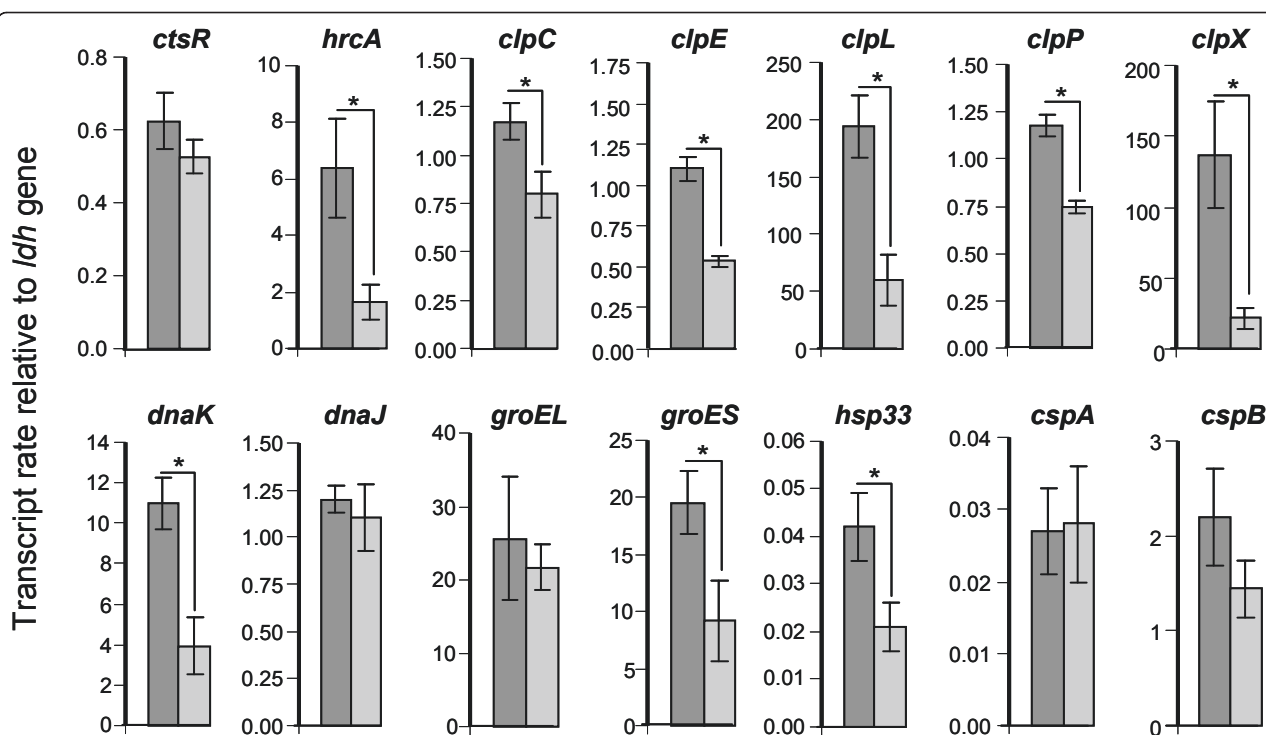 ctsR hrcA clpC clpE clpL clpP clpX
0.8 0.6 0.4 0.2 0.0
10 8 6 4 2 0
*
1.50 1.25 1.00 0.75 0.50 0.25 0.00
*
1.75 1.50 1.25 1.00 0.75 0.50 0.25 0.00
*
250 200 150 100 50 0
*
1.50 1.25 1.00 0.75 0.50 0.25 0.00
*
200 150 100 50 0
*
Transcript rate relative to ldh gene
dnaK dnaJ groEL groES hsp33 cspA cspB
14 12 10 8 6 4 2 0
*
1.50 1.25 1.00 0.75 0.50 0.25 0.00
40 30 20 10 0
25 20 15 10 5 0
*
0.06 0.05 0.04 0.03 0.02 0.01 0.00
*
0.04 0.03 0.02 0.01 0.00
3 2 1 0